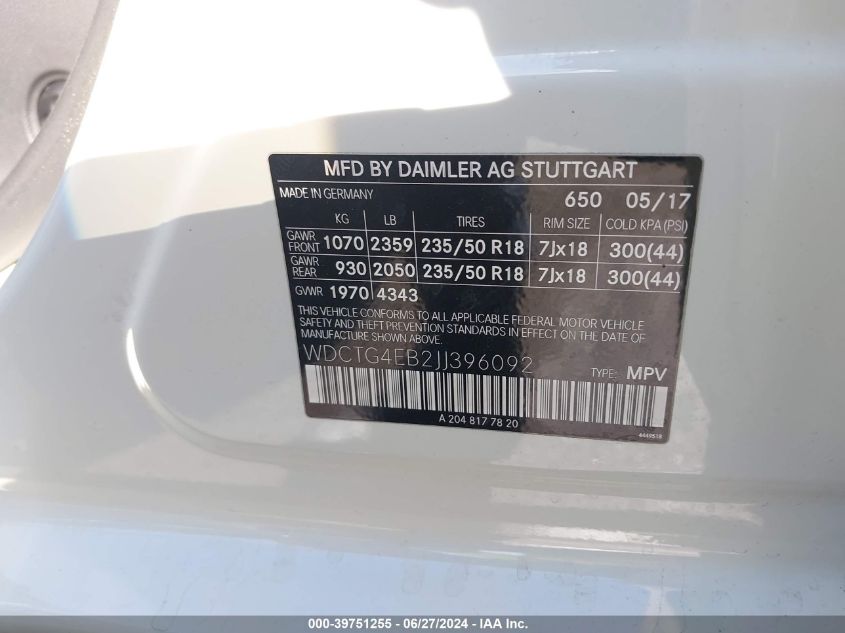 MFD BY DAIMLER AG STUTTGART
MADE IN GERMANY 650 05/17
KG LB TIRES RIM SIZE COLD KPA (PSI)
GAWR FRONT 1070 2359 235/50 R18 7Jx18 300(44)
GAWR REAR 930 2050 235/50 R18 7Jx18 300(44)
GVWR 1970 4343
THIS VEHICLE CONFORMS TO ALL APPLICABLE FEDERAL MOTOR VEHICLE
SAFETY AND THEFT PREVENTION STANDARDS IN EFFECT ON THE DATE OF
MANUFACTURE SHOWN ABOVE.
WDCTG4EB2JJ396092 TYPE: MPV
A 204 817 78 20
4449518
000-39751255 - 06/27/2024 - IAA Inc.